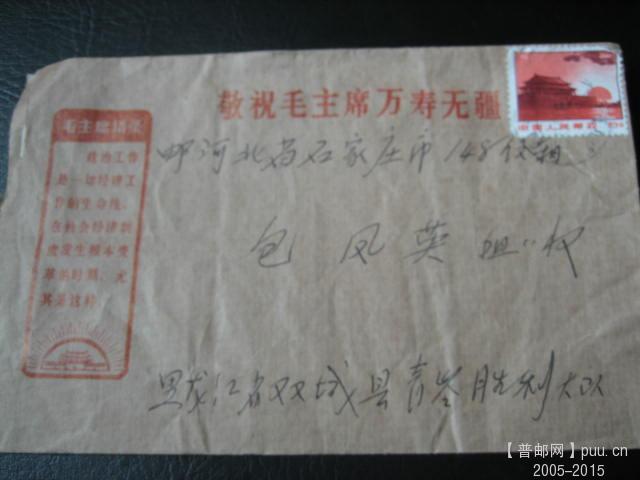 敬祝毛主席万寿无疆
中国人民邮政
毛主席语录
政治工作
是一切经济工
作的生命线。
在社会经济制
度发生根本变
革的时期，尤
其是这样
邮河北省石家庄市148
包凤英姐收
黑龙江省双城县青岭胜利大队
【普邮网】puu.cn
2005-2015